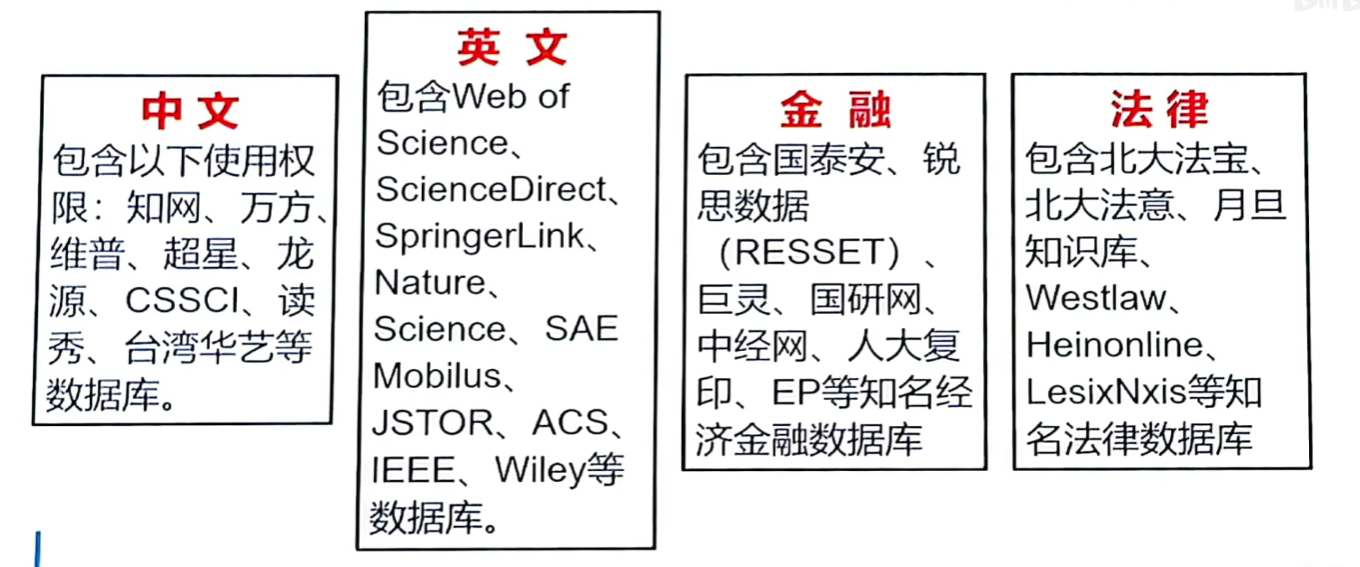 中文
包含以下使用权
限：知网、万方、
维普、超星、龙
源、CSSCI、读
秀、台湾华艺等
数据库。
英文
包含Web of
Science、
ScienceDirect、
SpringerLink、
Nature、
Science、SAE
Mobilus、
JSTOR、ACS、
IEEE、Wiley等
数据库。
金融
包含国泰安、锐
思数据
（RESSET）、
巨灵、国研网、
中经网、人大复
印、EP等知名经
济金融数据库
法律
包含北大法宝、
北大法意、月旦
知识库、
Westlaw、
Heinonline、
LesixNxis等知
名法律数据库